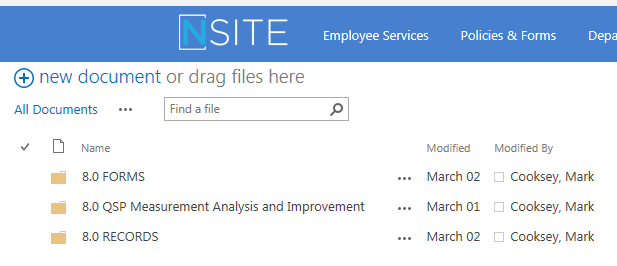 NSITE Employee Services Policies & Forms Depa
new document or drag files here
All Documents ••• Find a file
Name Modified Modified By
8.0 FORMS ••• March 02 Cooksey, Mark
8.0 QSP Measurement Analysis and Improvement ••• March 01 Cooksey, Mark
8.0 RECORDS ••• March 02 Cooksey, Mark